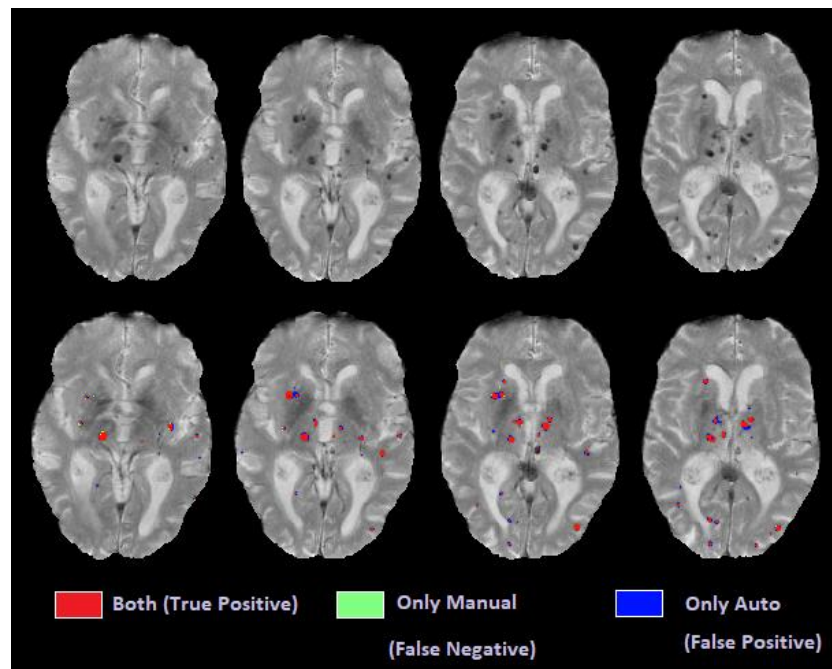 Both (True Positive)
Only Manual
(False Negative)
Only Auto
(False Positive)